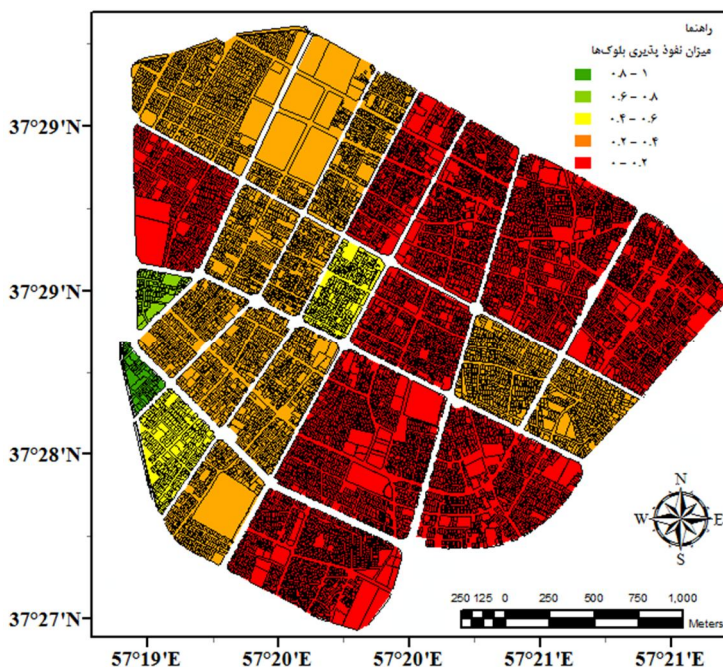 راهنما
میزان نفوذ پذیری بلوک‌ها
۰.۸ – ۱
۰.۶ – ۰.۸
۰.۴ – ۰.۶
۰.۲ – ۰.۴
۰ – ۰.۲
37°29'N
37°29'N
37°28'N
37°27'N
N
W E
S
250 125 0 250 500 750 1,000
Meters
57°19'E 57°20'E 57°20'E 57°21'E 57°21'E